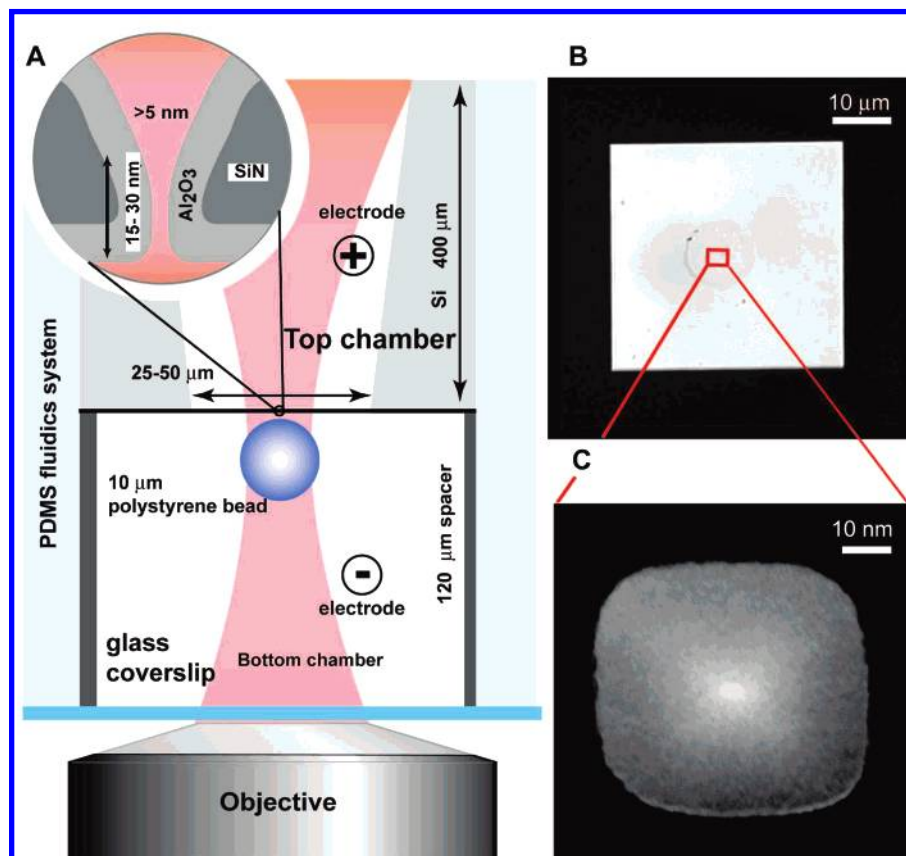 A
>5 nm
15- 30 nm
Al2O3
SiN
electrode
+
Si 400 μm
Top chamber
25-50 μm
PDMS fluidics system
10 μm
polystyrene bead
120 μm spacer
-
electrode
glass
coverslip
Bottom chamber
Objective
B
10 μm
C
10 nm